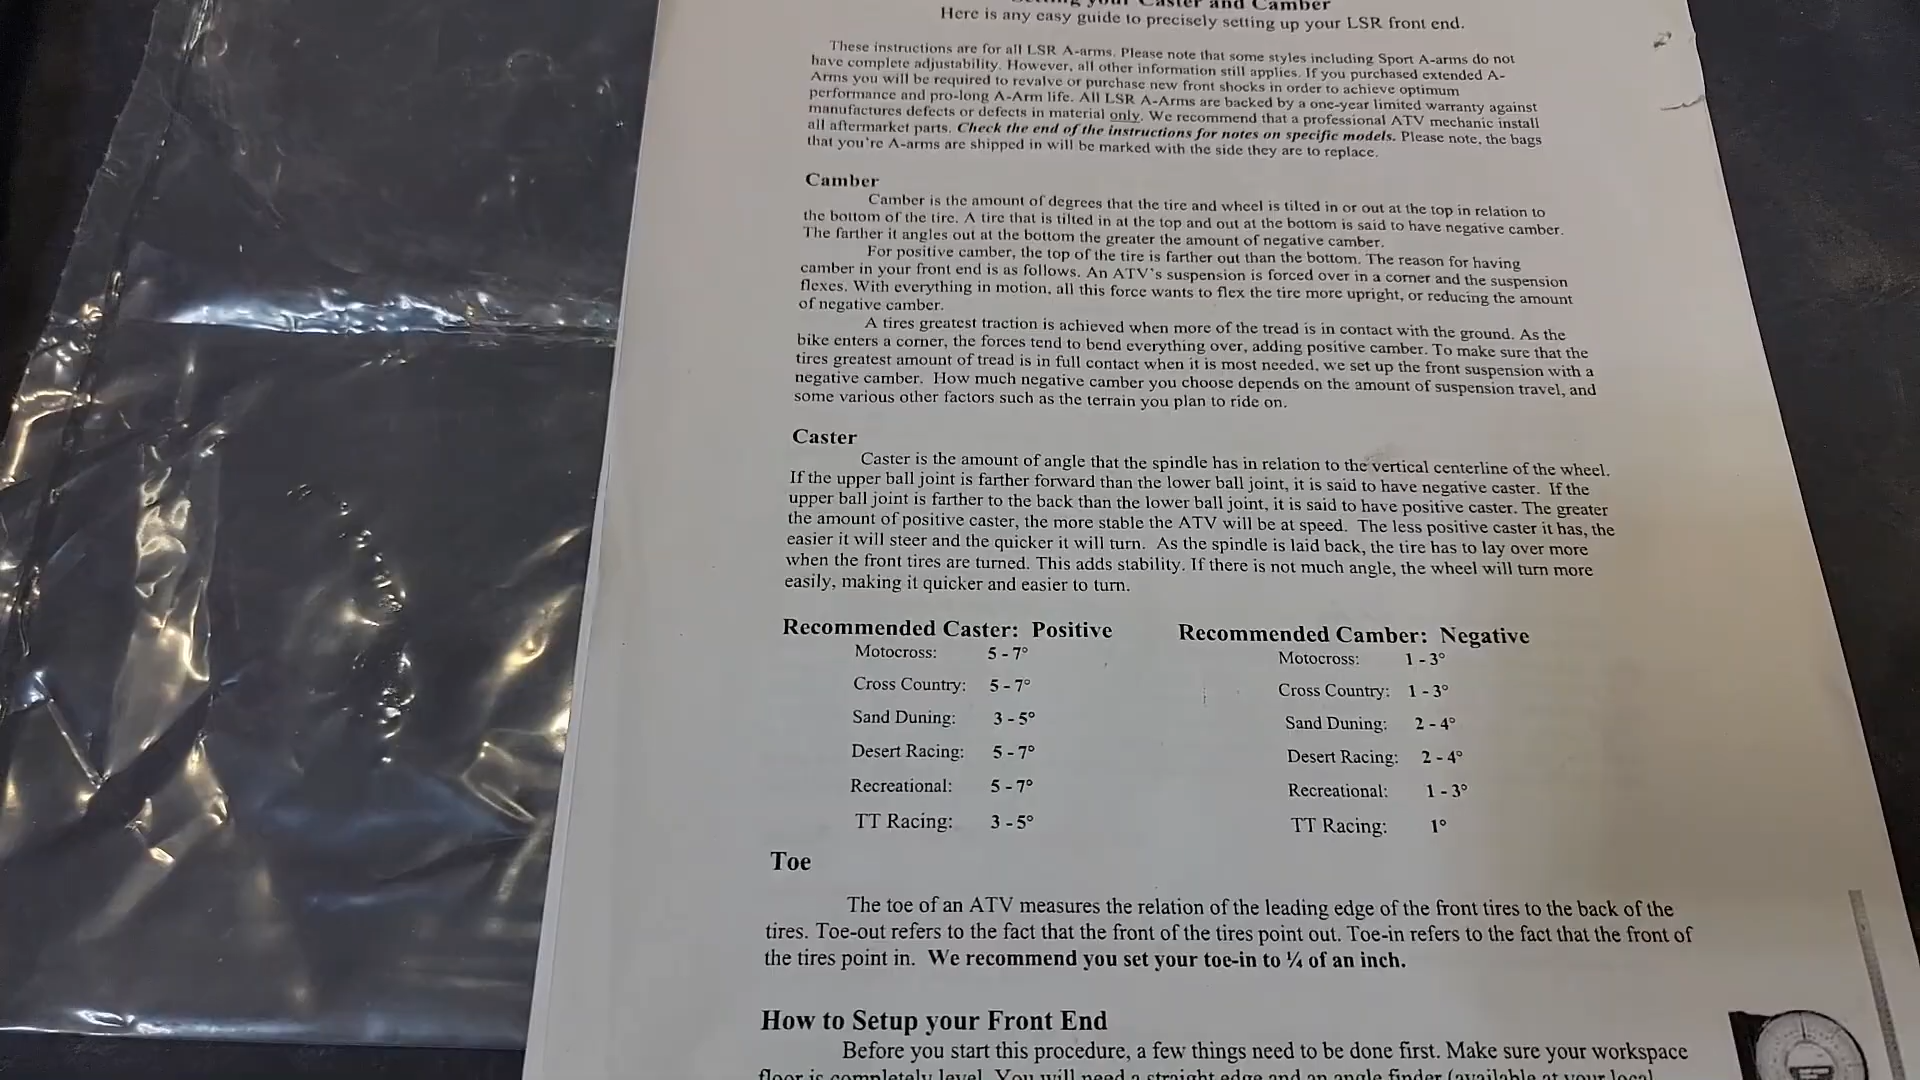 Setting your Caster and Camber
Here is any easy guide to precisely setting up your LSR front end.
These instructions are for all LSR A-arms. Please note that some styles including Sport A-arms do not
have complete adjustability. However, all other information still applies. If you purchased extended A-
Arms you will be required to revalve or purchase new front shocks in order to achieve optimum
performance and pro-long A-Arm life. All LSR A-Arms are backed by a one-year limited warranty against
manufactures defects or defects in material only. We recommend that a professional ATV mechanic install
all aftermarket parts. Check the end of the instructions for notes on specific models. Please note, the bags
that you're A-arms are shipped in will be marked with the side they are to replace.
Camber
Camber is the amount of degrees that the tire and wheel is tilted in or out at the top in relation to
the bottom of the tire. A tire that is tilted in at the top and out at the bottom is said to have negative camber.
The farther it angles out at the bottom the greater the amount of negative camber.
For positive camber, the top of the tire is farther out than the bottom. The reason for having
camber in your front end is as follows. An ATV's suspension is forced over in a corner and the suspension
flexes. With everything in motion, all this force wants to flex the tire more upright, or reducing the amount
of negative camber.
A tires greatest traction is achieved when more of the tread is in contact with the ground. As the
bike enters a corner, the forces tend to bend everything over, adding positive camber. To make sure that the
tires greatest amount of tread is in full contact when it is most needed, we set up the front suspension with a
negative camber. How much negative camber you choose depends on the amount of suspension travel, and
some various other factors such as the terrain you plan to ride on.
Caster
Caster is the amount of angle that the spindle has in relation to the vertical centerline of the wheel.
If the upper ball joint is farther forward than the lower ball joint, it is said to have negative caster. If the
upper ball joint is farther to the back than the lower ball joint, it is said to have positive caster. The greater
the amount of positive caster, the more stable the ATV will be at speed. The less positive caster it has, the
easier it will steer and the quicker it will turn. As the spindle is laid back, the tire has to lay over more
when the front tires are turned. This adds stability. If there is not much angle, the wheel will turn more
easily, making it quicker and easier to turn.
Recommended Caster: Positive
Motocross: 5 - 7°
Cross Country: 5 - 7°
Sand Duning: 3 - 5°
Desert Racing: 5 - 7°
Recreational: 5 - 7°
TT Racing: 3 - 5°
Recommended Camber: Negative
Motocross: 1 - 3°
Cross Country: 1 - 3°
Sand Duning: 2 - 4°
Desert Racing: 2 - 4°
Recreational: 1 - 3°
TT Racing: 1°
Toe
The toe of an ATV measures the relation of the leading edge of the front tires to the back of the
tires. Toe-out refers to the fact that the front of the tires point out. Toe-in refers to the fact that the front of
the tires point in. We recommend you set your toe-in to ¼ of an inch.
How to Setup your Front End
Before you start this procedure, a few things need to be done first. Make sure your workspace
floor is completely level. You will need a straight edge and an angle finder (available at your local